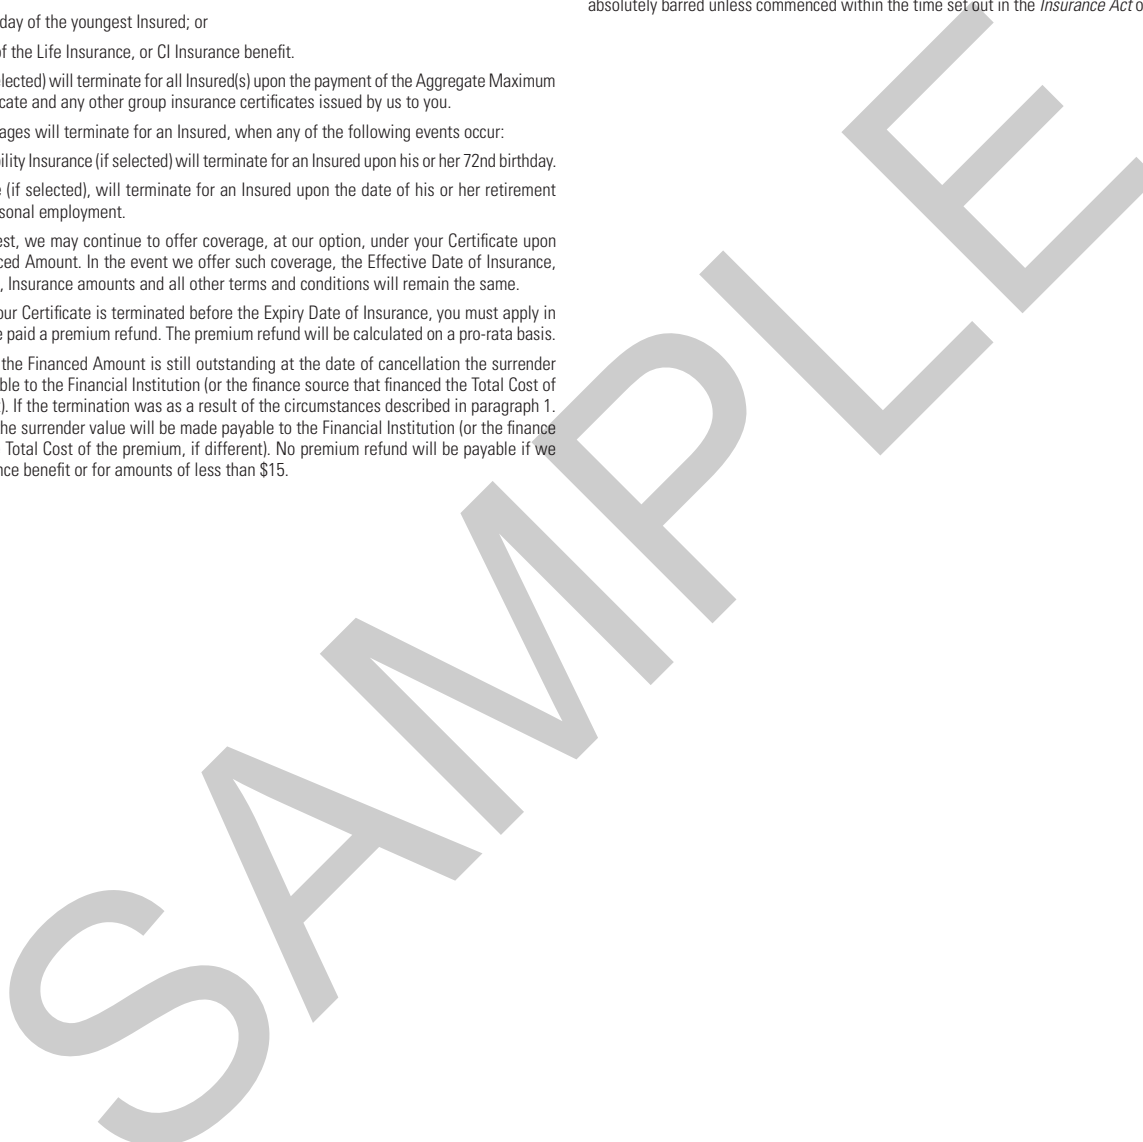 day of the youngest Insured; or
of the Life Insurance, or CI Insurance benefit.
elected) will terminate for all Insured(s) upon the payment of the Aggregate Maximum
icate and any other group insurance certificates issued by us to you.
ages will terminate for an Insured, when any of the following events occur:
bility Insurance (if selected) will terminate for an Insured upon his or her 72nd birthday.
e (if selected), will terminate for an Insured upon the date of his or her retirement
sonal employment.
est, we may continue to offer coverage, at our option, under your Certificate upon
ced Amount. In the event we offer such coverage, the Effective Date of Insurance,
, Insurance amounts and all other terms and conditions will remain the same.
our Certificate is terminated before the Expiry Date of Insurance, you must apply in
e paid a premium refund. The premium refund will be calculated on a pro-rata basis.
the Financed Amount is still outstanding at the date of cancellation the surrender
ble to the Financial Institution (or the finance source that financed the Total Cost of
). If the termination was as a result of the circumstances described in paragraph 1.
he surrender value will be made payable to the Financial Institution (or the finance
Total Cost of the premium, if different). No premium refund will be payable if we
nce benefit or for amounts of less than $15.
absolutely barred unless commenced within the time set out in the Insurance Act o
SAMPLE